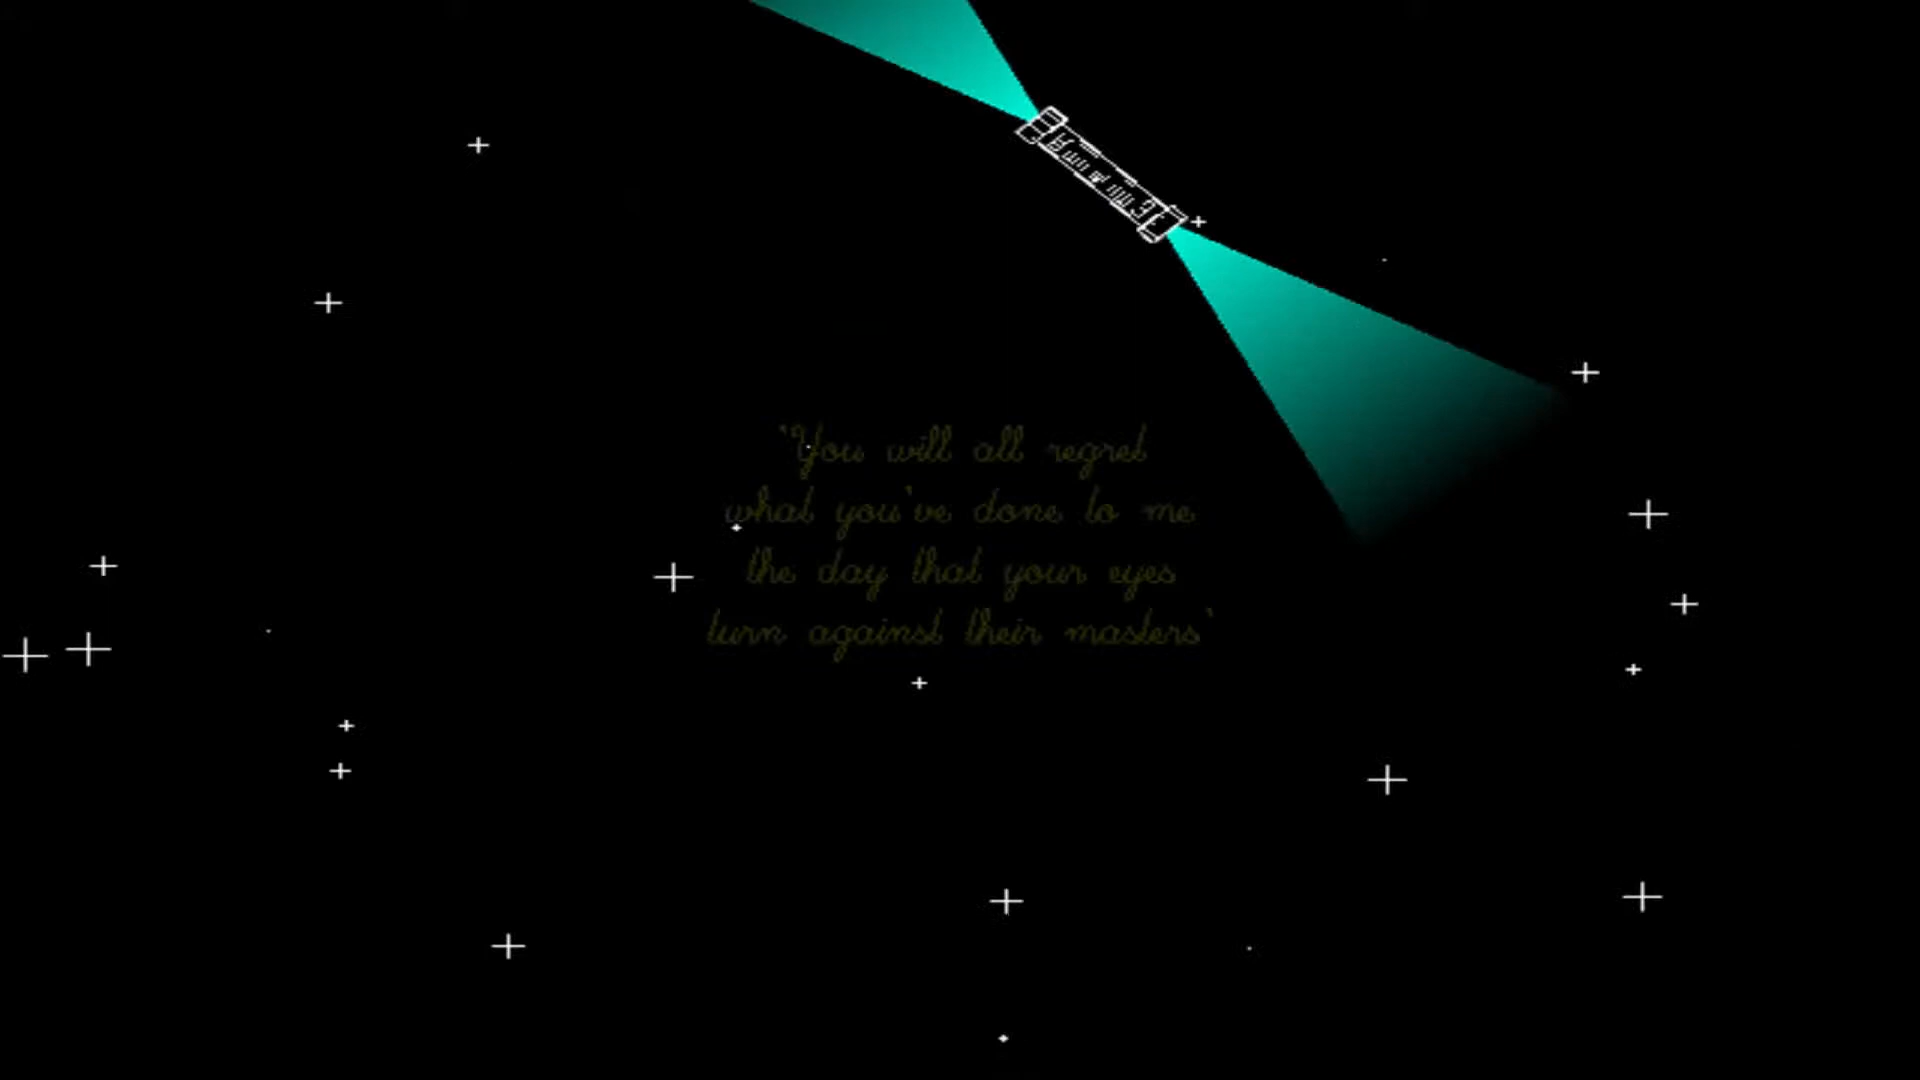 "You will all regret
what you've done to me
the day that your eyes
turn against their masters"